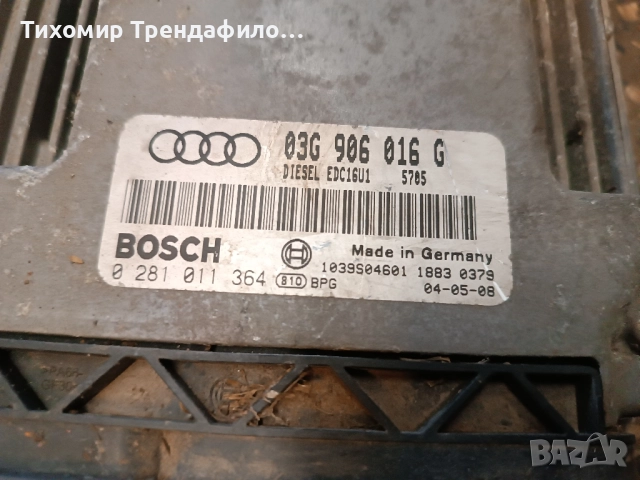 Тихомир Трендафило...
03G 906 016 G
DIESEL EDC16U1 5705
BOSCH
Made in Germany
1039S04601 1883 0379
0 281 011 364 810 BPG
04-05-08
BAZAR